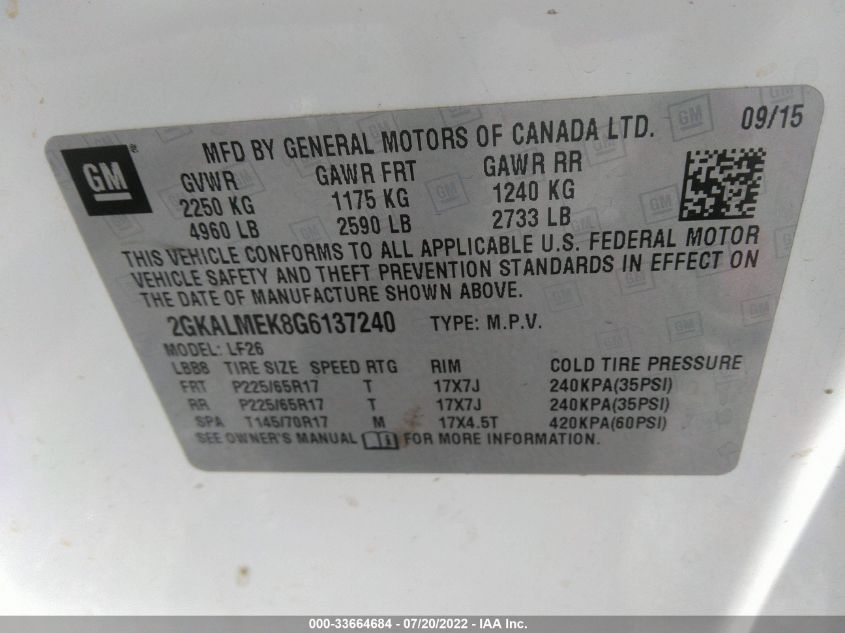 GM
MFD BY GENERAL MOTORS OF CANADA LTD. 09/15
GVWR GAWR FRT GAWR RR
2250 KG 1175 KG 1240 KG
4960 LB 2590 LB 2733 LB
THIS VEHICLE CONFORMS TO ALL APPLICABLE U.S. FEDERAL MOTOR
VEHICLE SAFETY AND THEFT PREVENTION STANDARDS IN EFFECT ON
THE DATE OF MANUFACTURE SHOWN ABOVE.
2GKALMEK8G6137240 TYPE: M.P.V.
MODEL: LF26
LBB8 TIRE SIZE SPEED RTG RIM COLD TIRE PRESSURE
FRT P225/65R17 T 17X7J 240KPA(35PSI)
RR P225/65R17 T 17X7J 240KPA(35PSI)
SPA T145/70R17 M 17X4.5T 420KPA(60PSI)
SEE OWNER'S MANUAL FOR MORE INFORMATION.
000-33664684 - 07/20/2022 - IAA Inc.